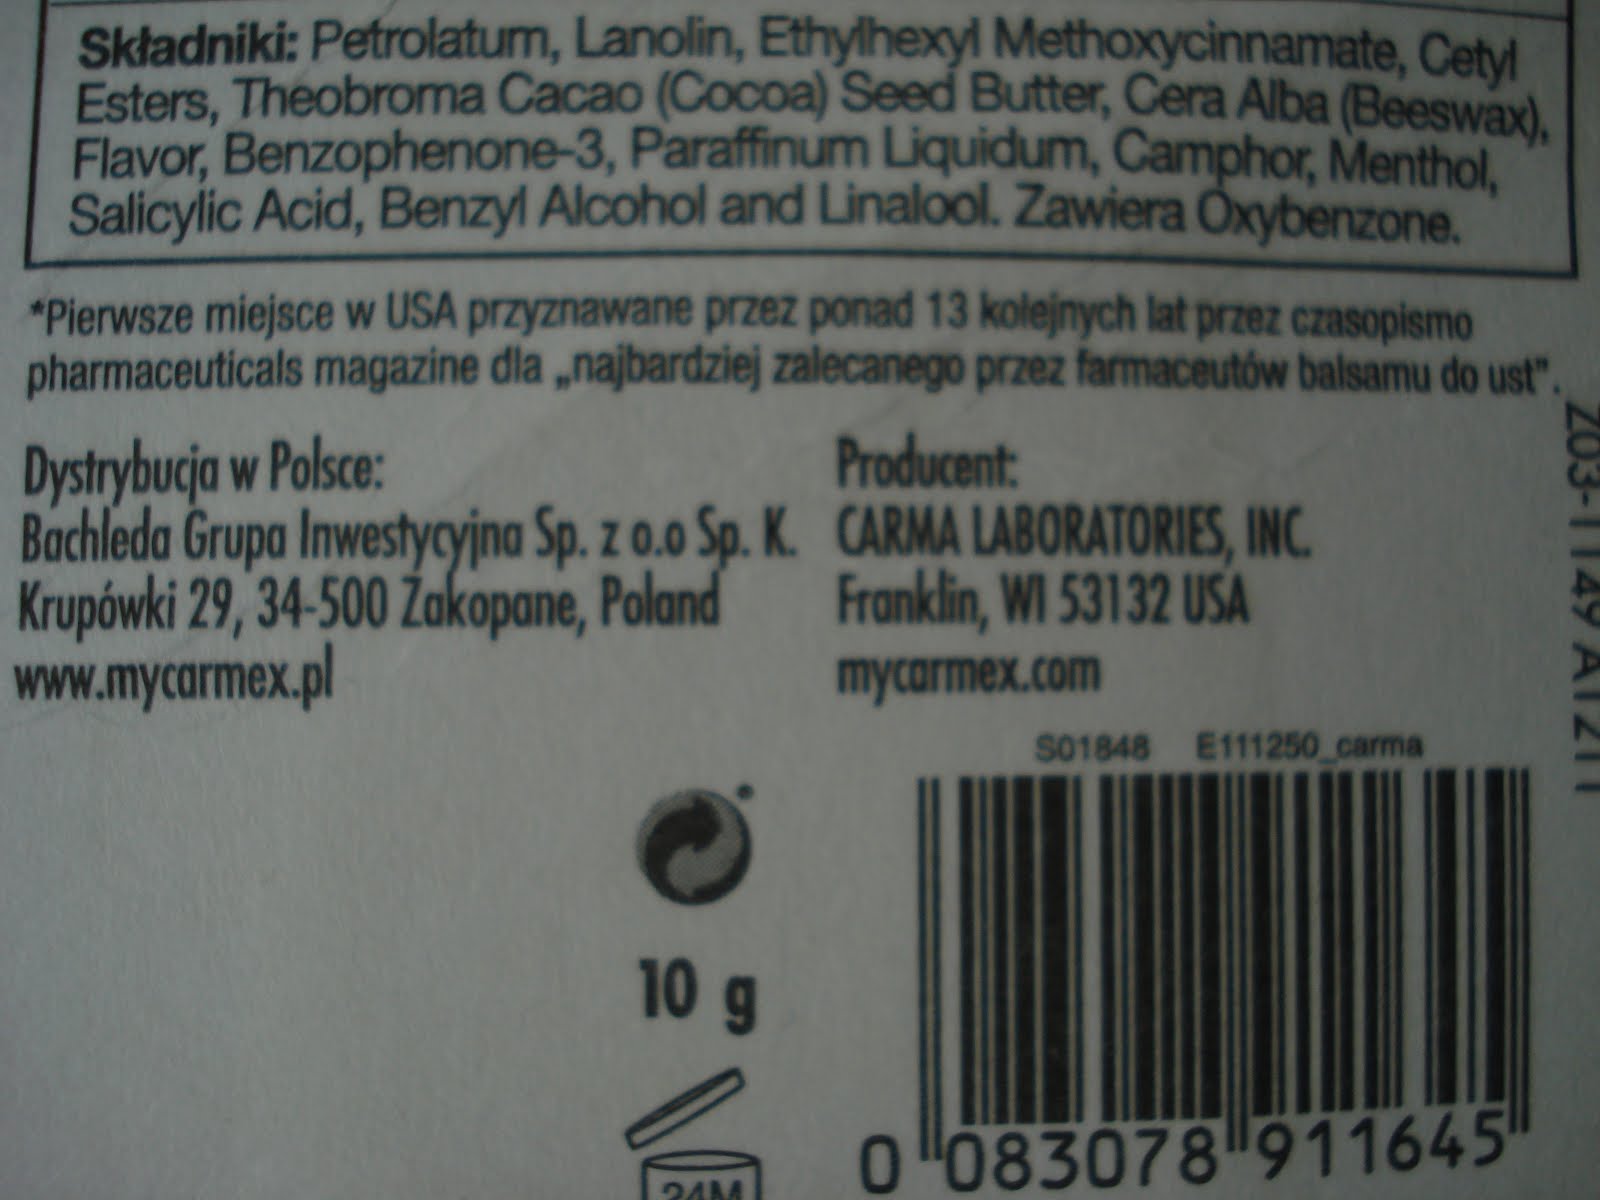 Składniki: Petrolatum, Lanolin, Ethylhexyl Methoxycinnamate, Cetyl
Esters, Theobroma Cacao (Cocoa) Seed Butter, Cera Alba (Beeswax),
Flavor, Benzophenone-3, Paraffinum Liquidum, Camphor, Menthol,
Salicylic Acid, Benzyl Alcohol and Linalool. Zawiera Oxybenzone.
*Pierwsze miejsce w USA przyznawane przez ponad 13 kolejnych lat przez czasopismo
pharmaceuticals magazine dla „najbardziej zalecanego przez farmaceutów balsamu do ust”.
Dystrybucja w Polsce:
Bachleda Grupa Inwestycyjna Sp. z o.o Sp. K.
Krupówki 29, 34-500 Zakopane, Poland
www.mycarmex.pl
Producent:
CARMA LABORATORIES, INC.
Franklin, WI 53132 USA
mycarmex.com
S01848 E111250_carma
10 g
24M
0 083078 911645